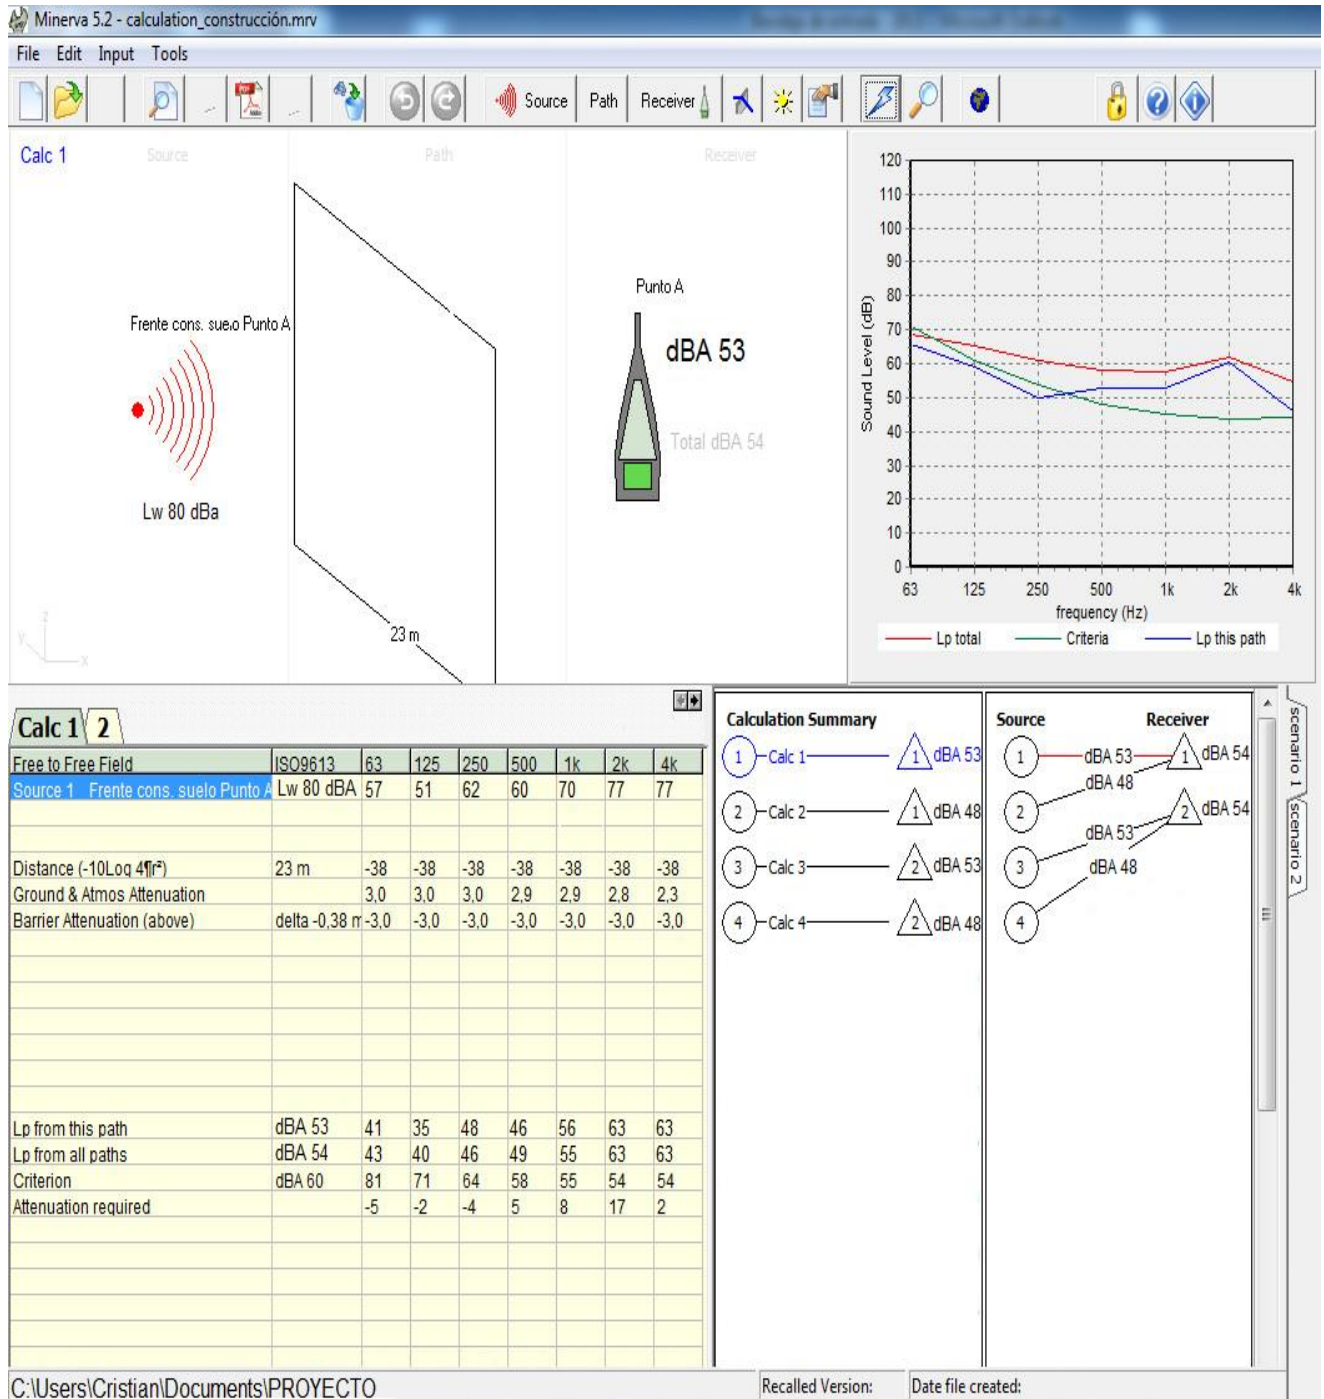 Minerva 5.2 - calculation_construcción.mrv
File Edit Input Tools
Source Path Receiver
Calc 1 Source Path Receiver
Frente cons. suelo Punto A
Lw 80 dBa
23 m
z
y
x
Punto A
dBA 53
Total dBA 54
120
110
100
90
80
70
60
50
40
30
20
10
0
Sound Level (dB)
63 125 250 500 1k 2k 4k
frequency (Hz)
Lp total Criteria Lp this path
Calc 1 2
Free to Free Field ISO9613 63 125 250 500 1k 2k 4k
Source 1 Frente cons. suelo Punto A Lw 80 dBA 57 51 62 60 70 77 77
Distance (-10Log 4¶r²) 23 m -38 -38 -38 -38 -38 -38 -38
Ground & Atmos Attenuation 3,0 3,0 3,0 2,9 2,9 2,8 2,3
Barrier Attenuation (above) delta -0,38 m -3,0 -3,0 -3,0 -3,0 -3,0 -3,0 -3,0
Lp from this path dBA 53 41 35 48 46 56 63 63
Lp from all paths dBA 54 43 40 46 49 55 63 63
Criterion dBA 60 81 71 64 58 55 54 54
Attenuation required -5 -2 -4 5 8 17 2
Calculation Summary
1 Calc 1 1 dBA 53
2 Calc 2 1 dBA 48
3 Calc 3 2 dBA 53
4 Calc 4 2 dBA 48
Source Receiver
1 dBA 53 1 dBA 54
dBA 48
2 2 dBA 54
dBA 53
3 dBA 48
4
scenario 1
scenario 2
C:\Users\Cristian\Documents\PROYECTO
Recalled Version: Date file created: